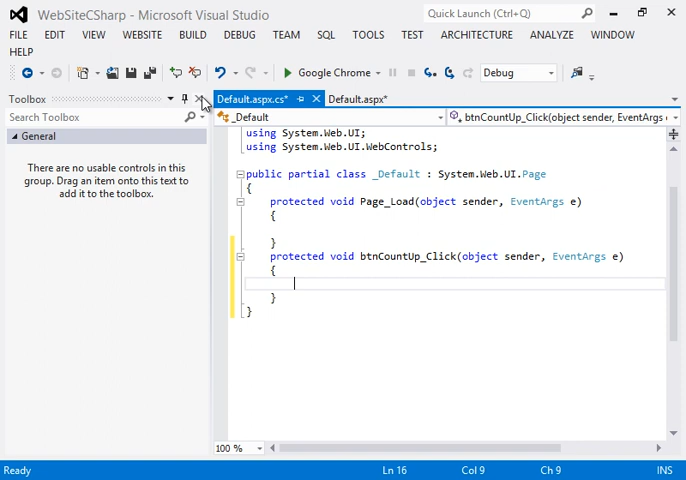 WebSiteCSharp - Microsoft Visual Studio
Quick Launch (Ctrl+Q)
FILE EDIT VIEW WEBSITE BUILD DEBUG TEAM SQL TOOLS TEST ARCHITECTURE ANALYZE WINDOW
HELP
Google Chrome Debug
Toolbox
Default.aspx.cs* Default.aspx*
Search Toolbox
_Default
btnCountUp_Click(object sender, EventArgs e
General
There are no usable controls in this
group. Drag an item onto this text to
add it to the toolbox.
using System.Web.UI;
using System.Web.UI.WebControls;
public partial class _Default : System.Web.UI.Page
{
protected void Page_Load(object sender, EventArgs e)
{
}
protected void btnCountUp_Click(object sender, EventArgs e)
{
}
}
100 %
Ready Ln 16 Col 9 Ch 9 INS